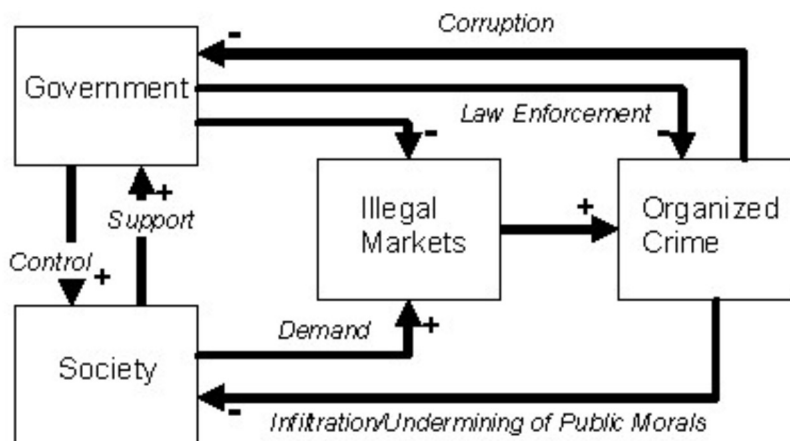 Corruption
-
Government
Law Enforcement
-
-
+
Support
Illegal
Markets
+
Organized
Crime
Control
+
Demand
+
Society
-
Infiltration/Undermining of Public Morals